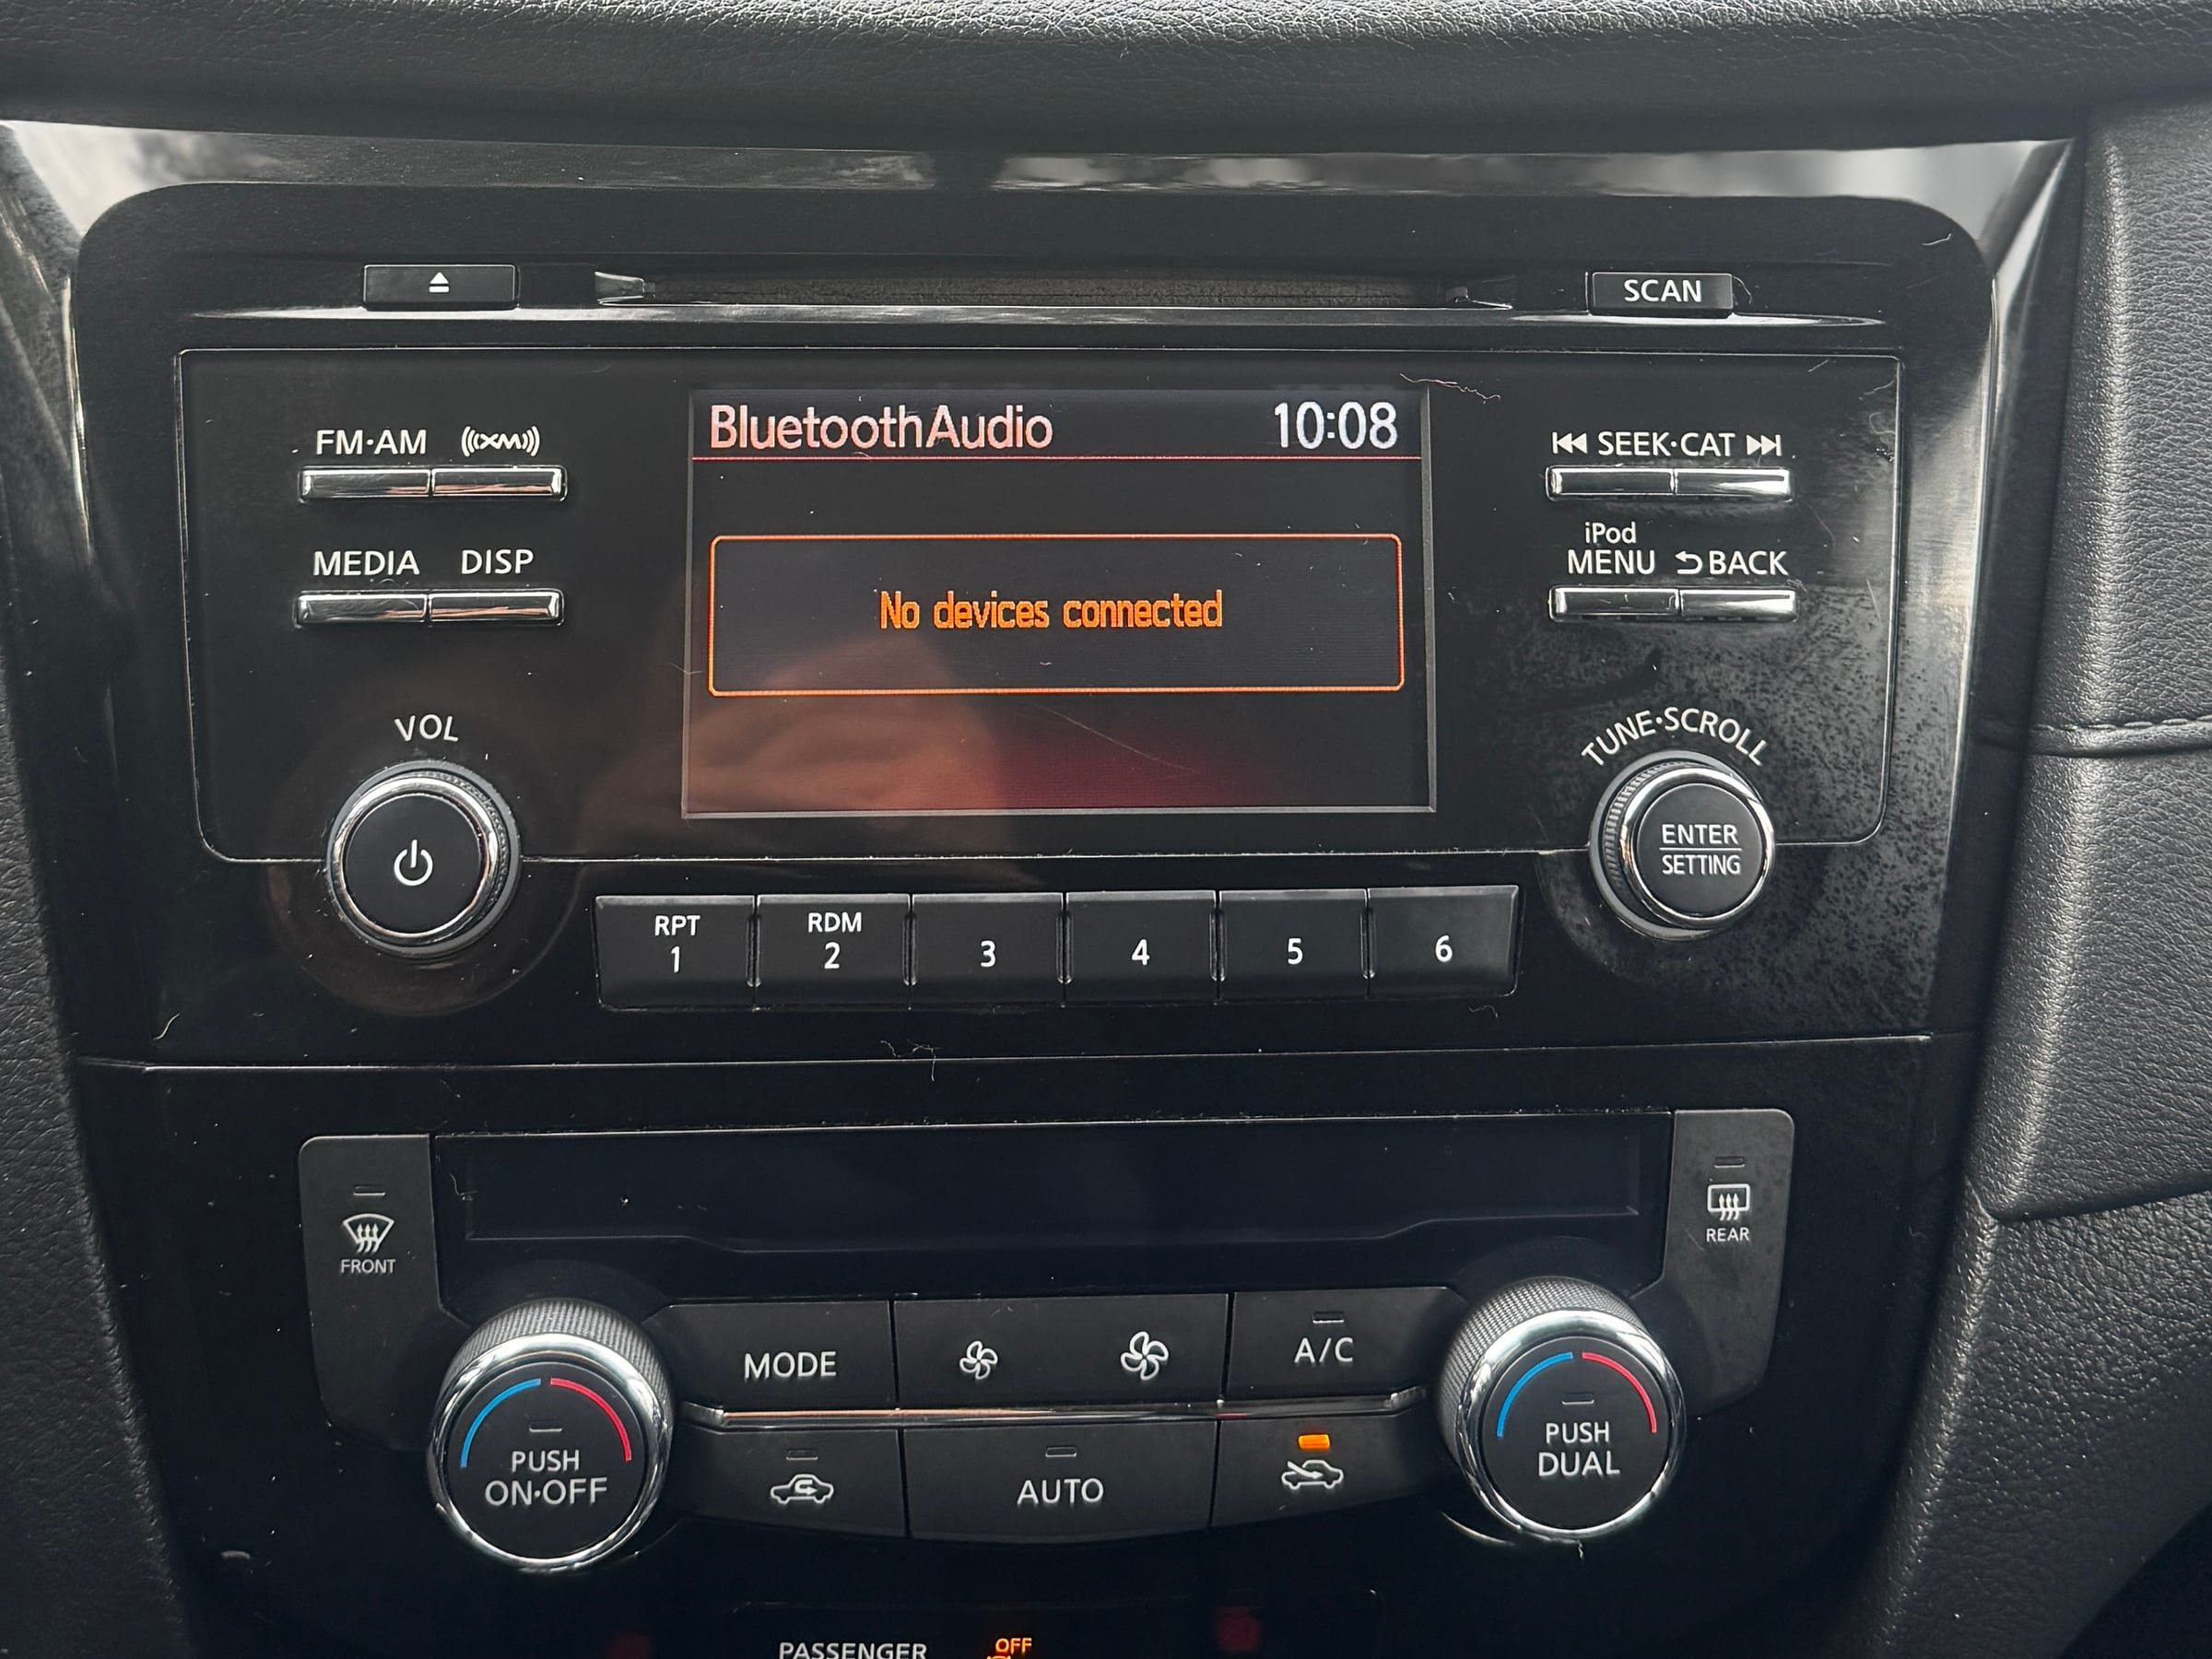 SCAN
BluetoothAudio 10:08
FM·AM XM
SEEK·CAT
iPod
MEDIA DISP
MENU BACK
No devices connected
VOL
TUNE·SCROLL
ENTER
SETTING
RPT RDM
1 2 3 4 5 6
FRONT
REAR
MODE
A/C
PUSH
ON·OFF
AUTO
PUSH
DUAL
PASSENGER OFF